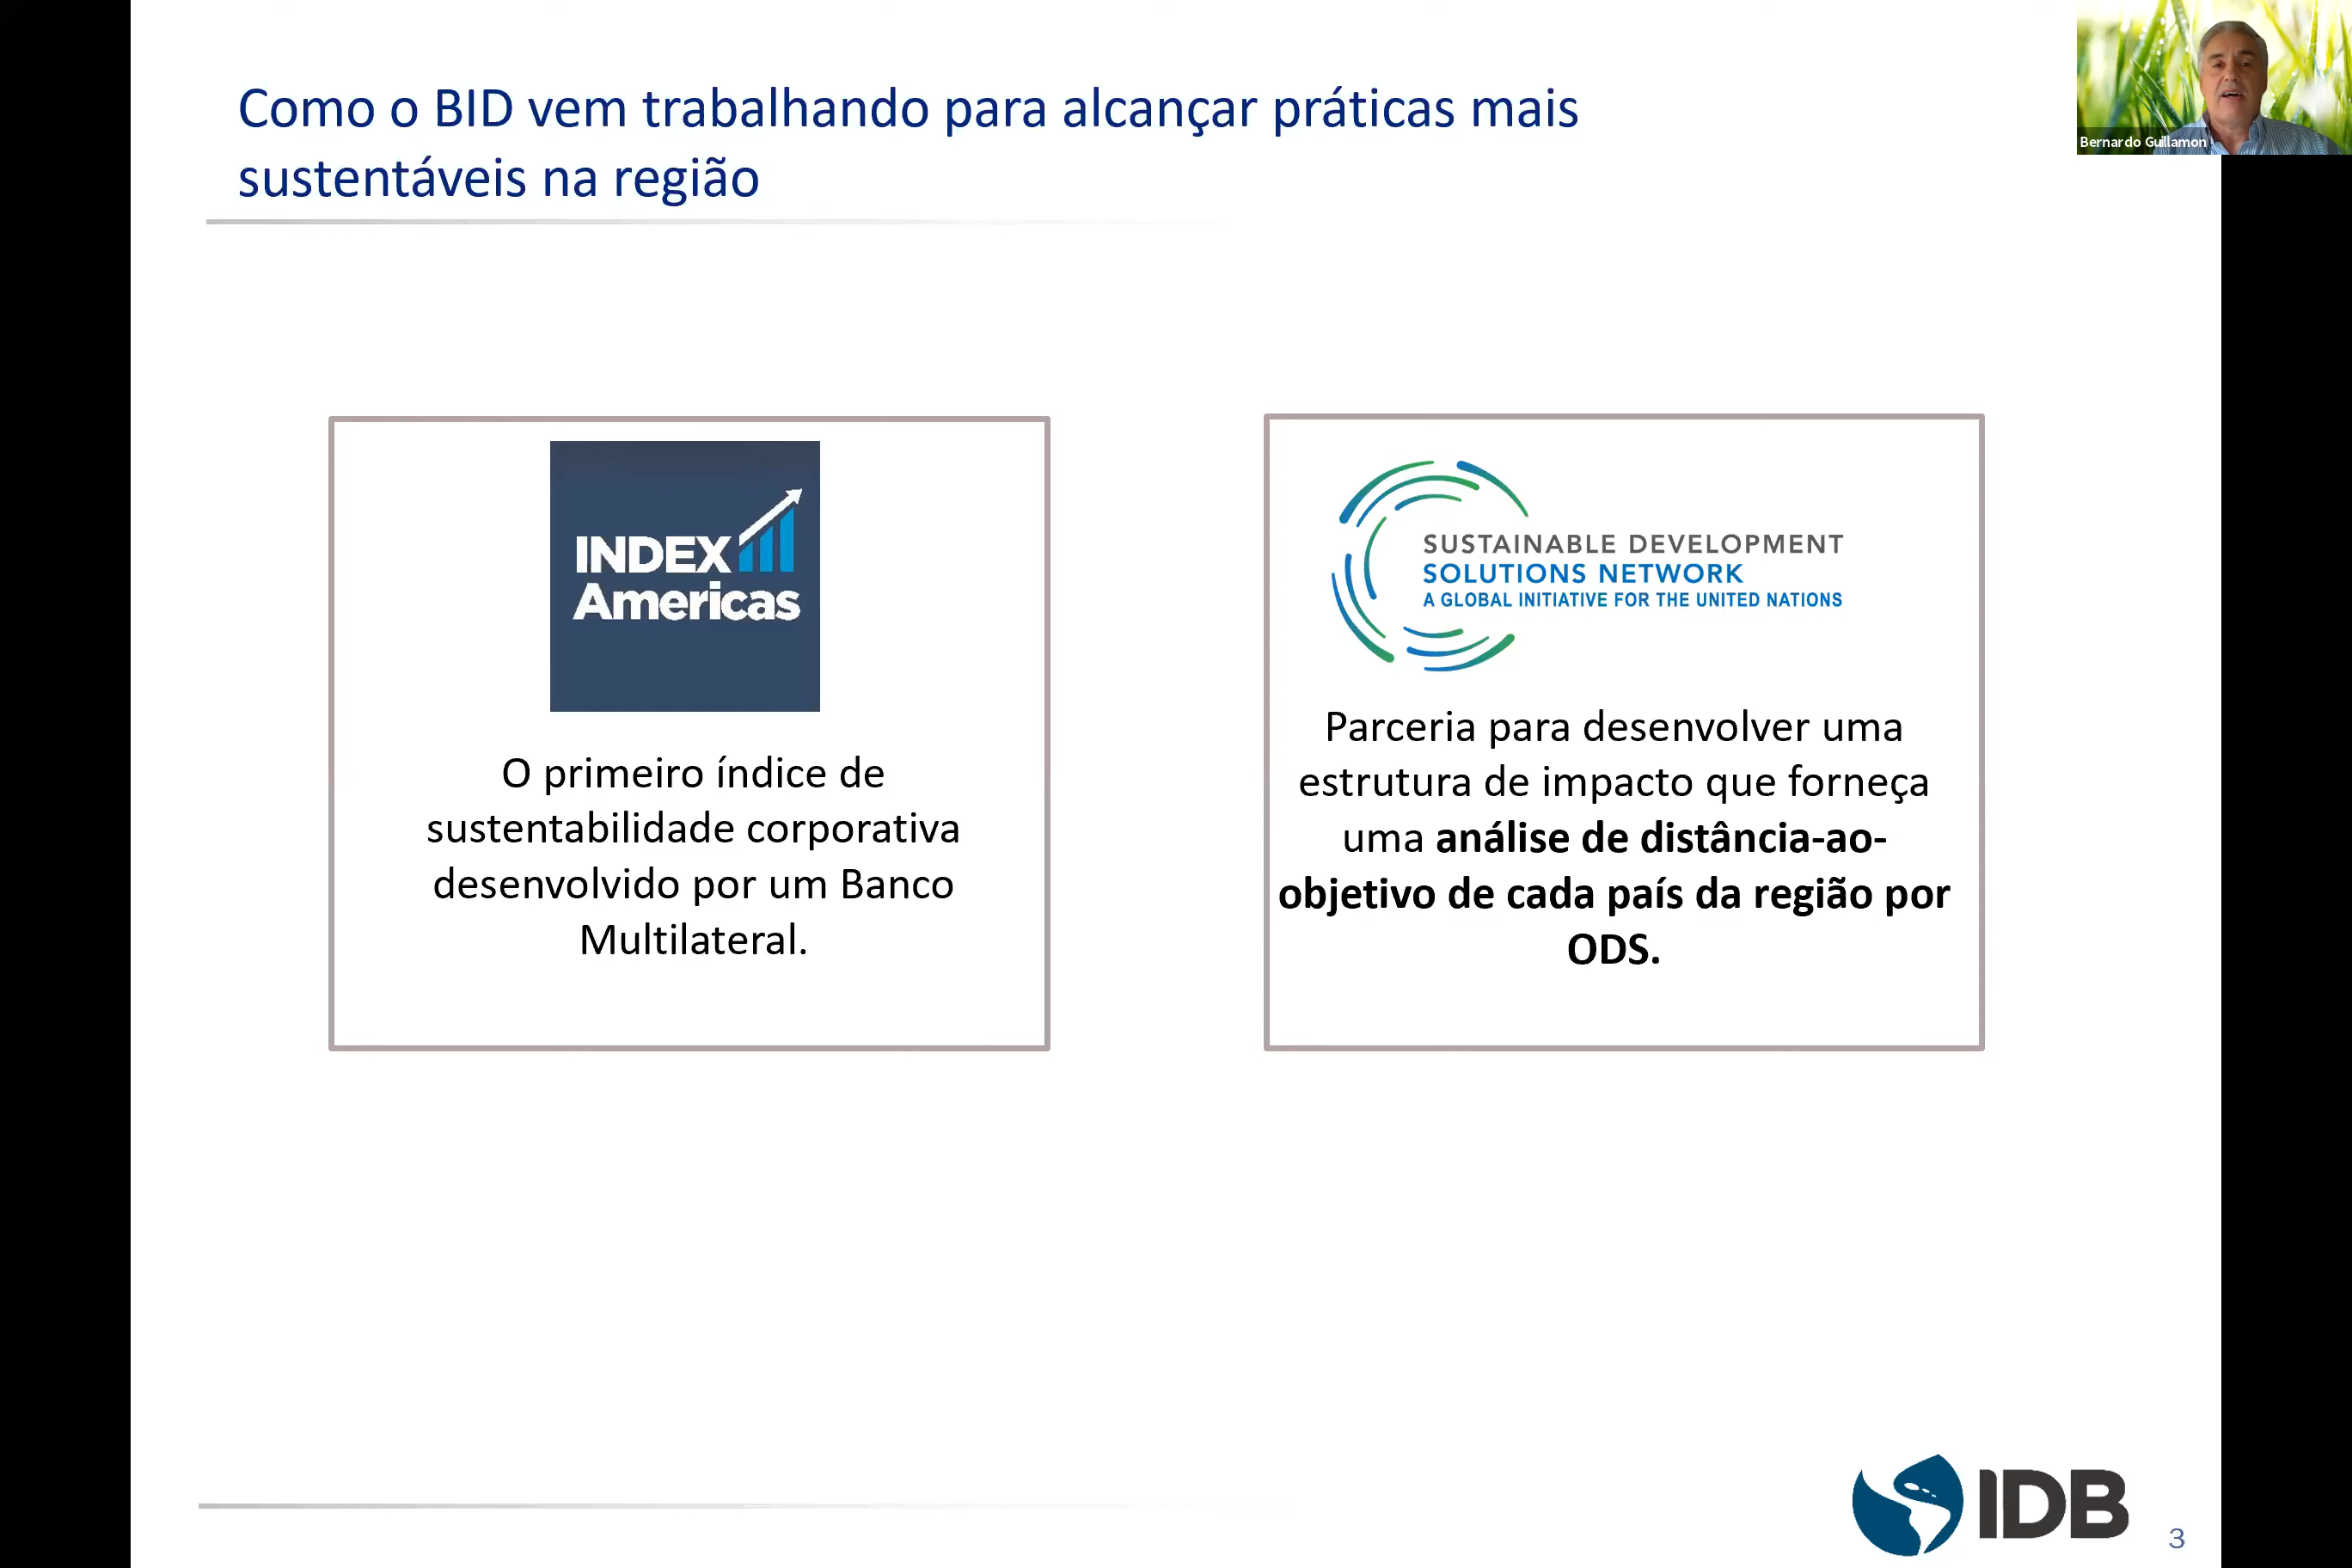 Como o BID vem trabalhando para alcançar práticas mais
sustentáveis na região
Bernardo Guillamon
INDEX
Americas
O primeiro índice de
sustentabilidade corporativa
desenvolvido por um Banco
Multilateral.
SUSTAINABLE DEVELOPMENT
SOLUTIONS NETWORK
A GLOBAL INITIATIVE FOR THE UNITED NATIONS
Parceria para desenvolver uma
estrutura de impacto que forneça
uma análise de distância-ao-
objetivo de cada país da região por
ODS.
IDB
3